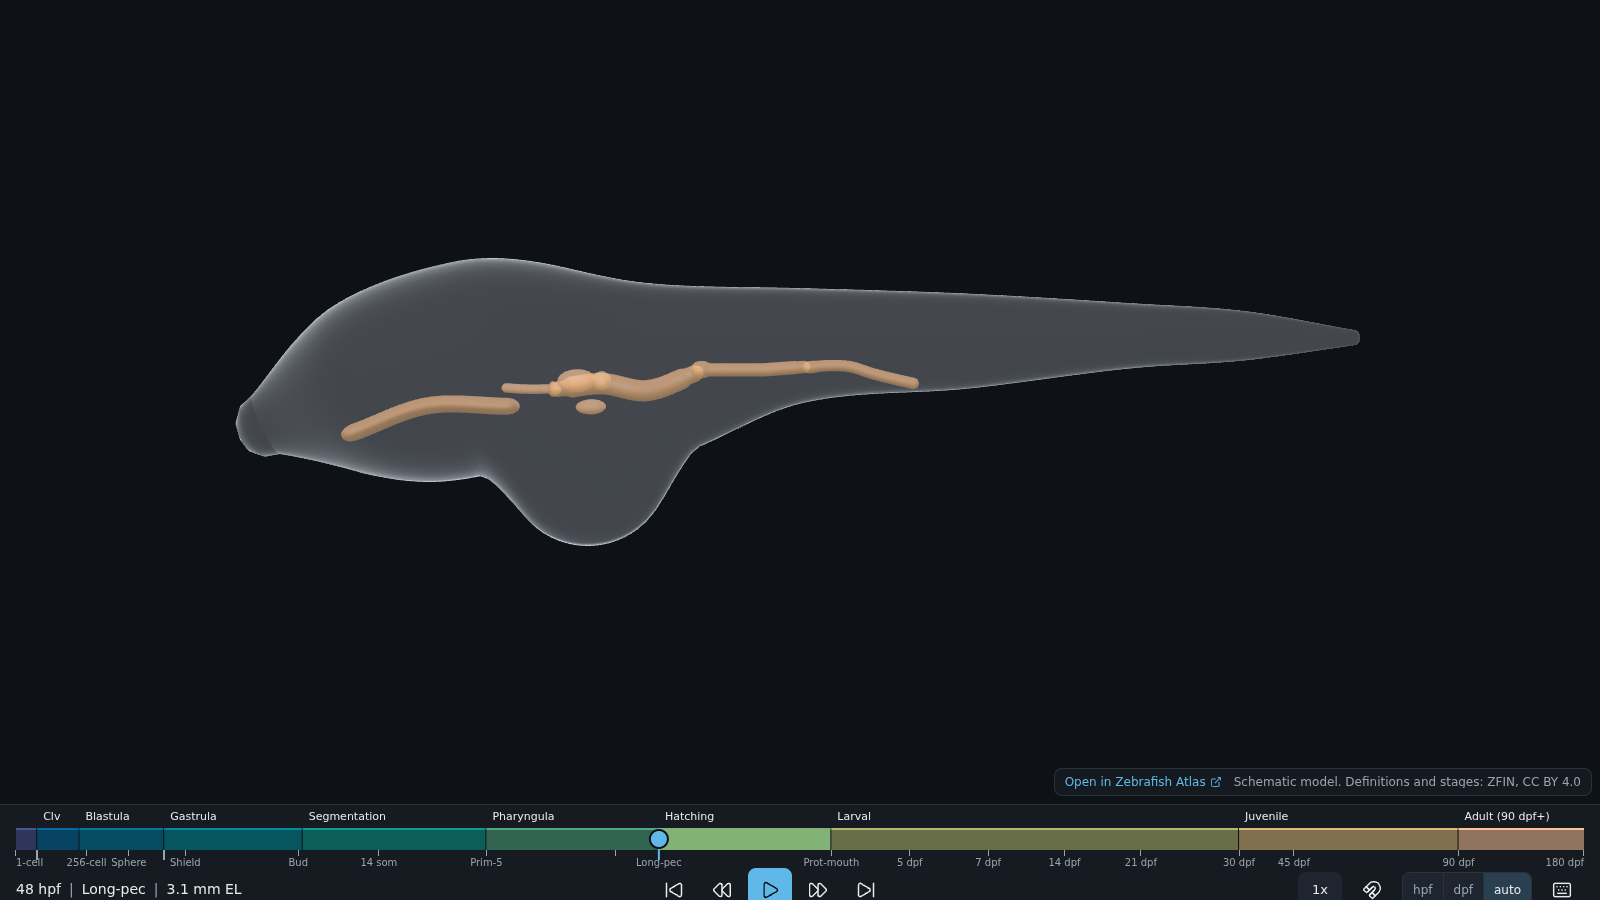 Open in Zebrafish Atlas Schematic model. Definitions and stages: ZFIN, CC BY 4.0
Clv Blastula Gastrula Segmentation Pharyngula Hatching Larval Juvenile Adult (90 dpf+)
1-cell 256-cell Sphere Shield Bud 14 som Prim-5 Long-pec Prot-mouth 5 dpf 7 dpf 14 dpf 21 dpf 30 dpf 45 dpf 90 dpf 180 dpf
48 hpf | Long-pec | 3.1 mm EL 1x hpf dpf auto